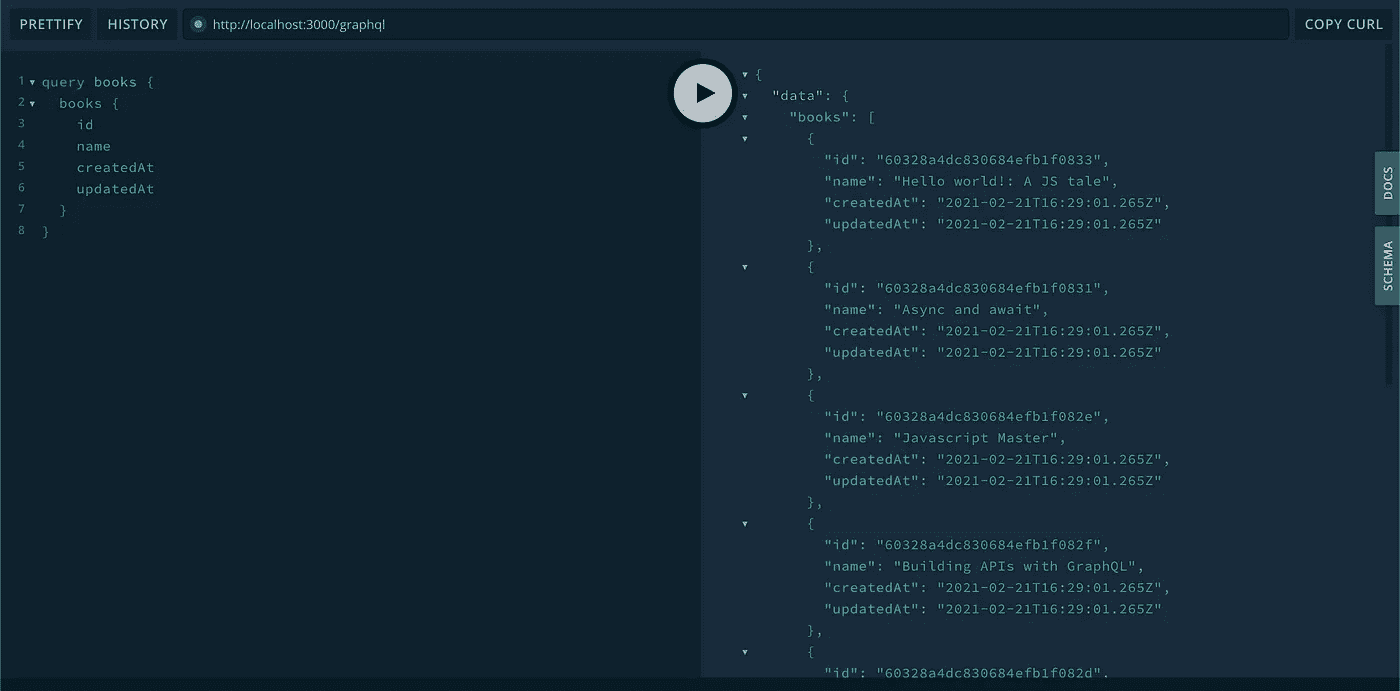 PRETTIFY HISTORY http://localhost:3000/graphql COPY CURL
1 query books {
2 books {
3 id
4 name
5 createdAt
6 updatedAt
7 }
8 }
{
"data": {
"books": [
{
"id": "60328a4dc830684efb1f0833",
"name": "Hello world!: A JS tale",
"createdAt": "2021-02-21T16:29:01.265Z",
"updatedAt": "2021-02-21T16:29:01.265Z"
},
{
"id": "60328a4dc830684efb1f0831",
"name": "Async and await",
"createdAt": "2021-02-21T16:29:01.265Z",
"updatedAt": "2021-02-21T16:29:01.265Z"
},
{
"id": "60328a4dc830684efb1f082e",
"name": "Javascript Master",
"createdAt": "2021-02-21T16:29:01.265Z",
"updatedAt": "2021-02-21T16:29:01.265Z"
},
{
"id": "60328a4dc830684efb1f082f",
"name": "Building APIs with GraphQL",
"createdAt": "2021-02-21T16:29:01.265Z",
"updatedAt": "2021-02-21T16:29:01.265Z"
},
{
"id": "60328a4dc830684efb1f082d",
DOCS
SCHEMA